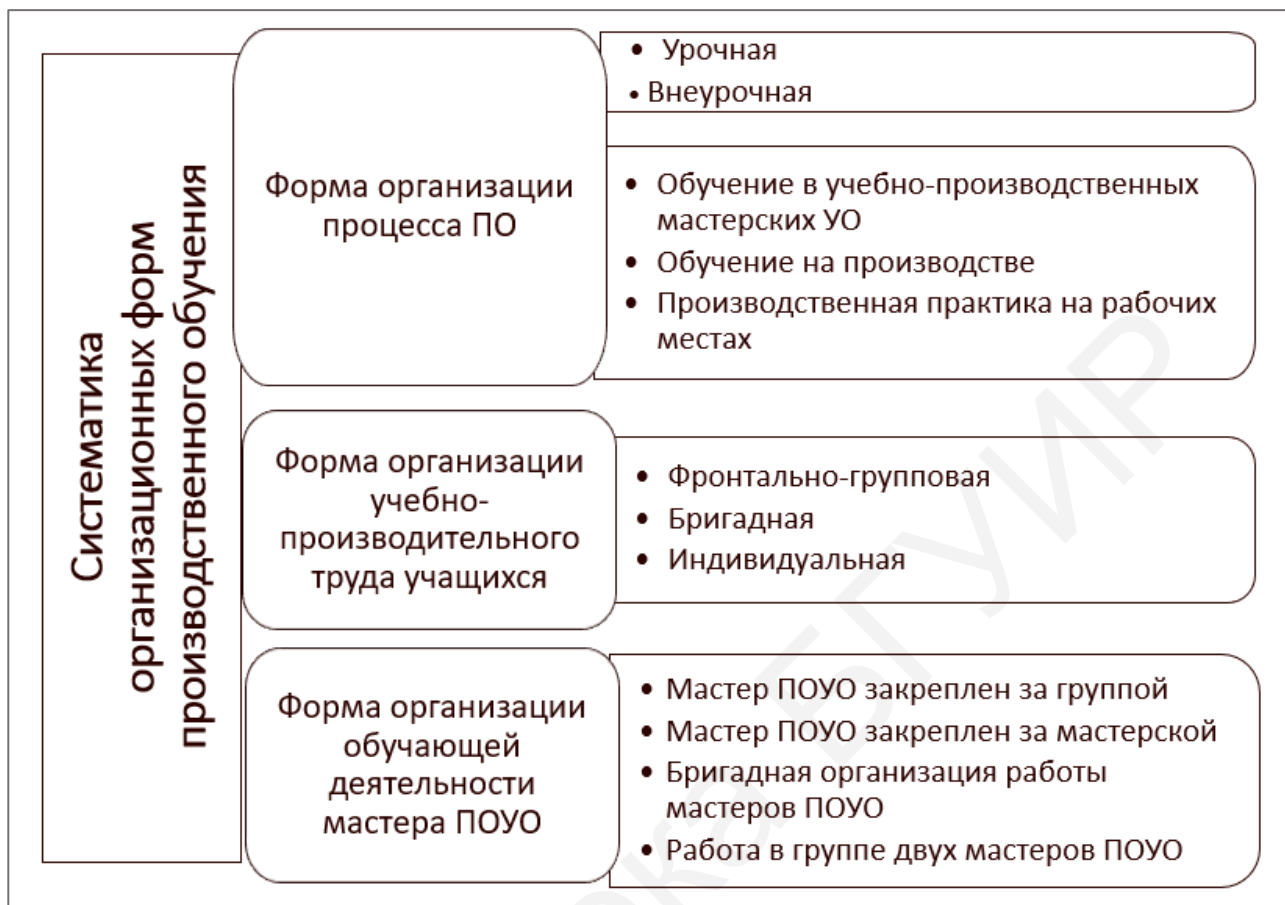 Систематика
организационных форм
производственного обучения
Форма организации
процесса ПО
• Урочная
• Внеурочная
• Обучение в учебно-производственных
мастерских УО
• Обучение на производстве
• Производственная практика на рабочих
местах
Форма организации
учебно-
производительного
труда учащихся
• Фронтально-групповая
• Бригадная
• Индивидуальная
Форма организации
обучающей
деятельности
мастера ПОУО
• Мастер ПОУО закреплен за группой
• Мастер ПОУО закреплен за мастерской
• Бригадная организация работы
мастеров ПОУО
• Работа в группе двух мастеров ПОУО
БГУИР